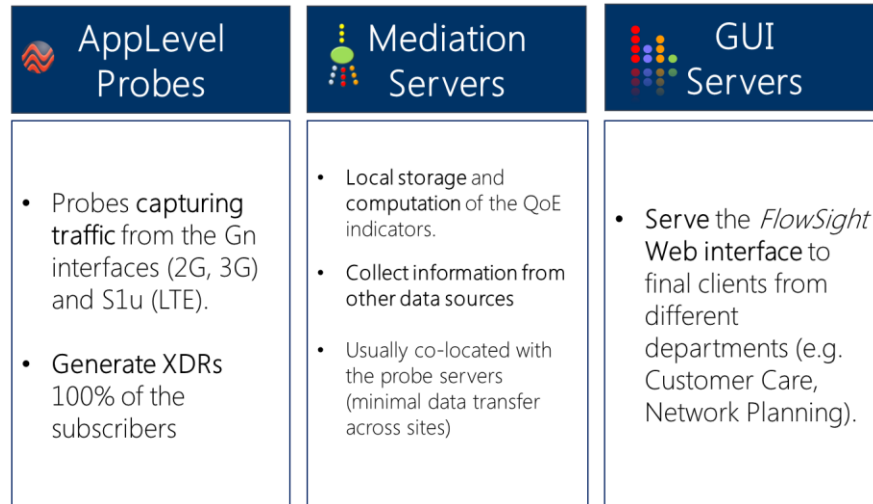 AppLevel
Probes
Mediation
Servers
GUI
Servers
• Probes capturing
traffic from the Gn
interfaces (2G, 3G)
and S1u (LTE).
• Generate XDRs
100% of the
subscribers
• Local storage and
computation of the QoE
indicators.
• Collect information from
other data sources
• Usually co-located with
the probe servers
(minimal data transfer
across sites)
• Serve the FlowSight
Web interface to
final clients from
different
departments (e.g.
Customer Care,
Network Planning).